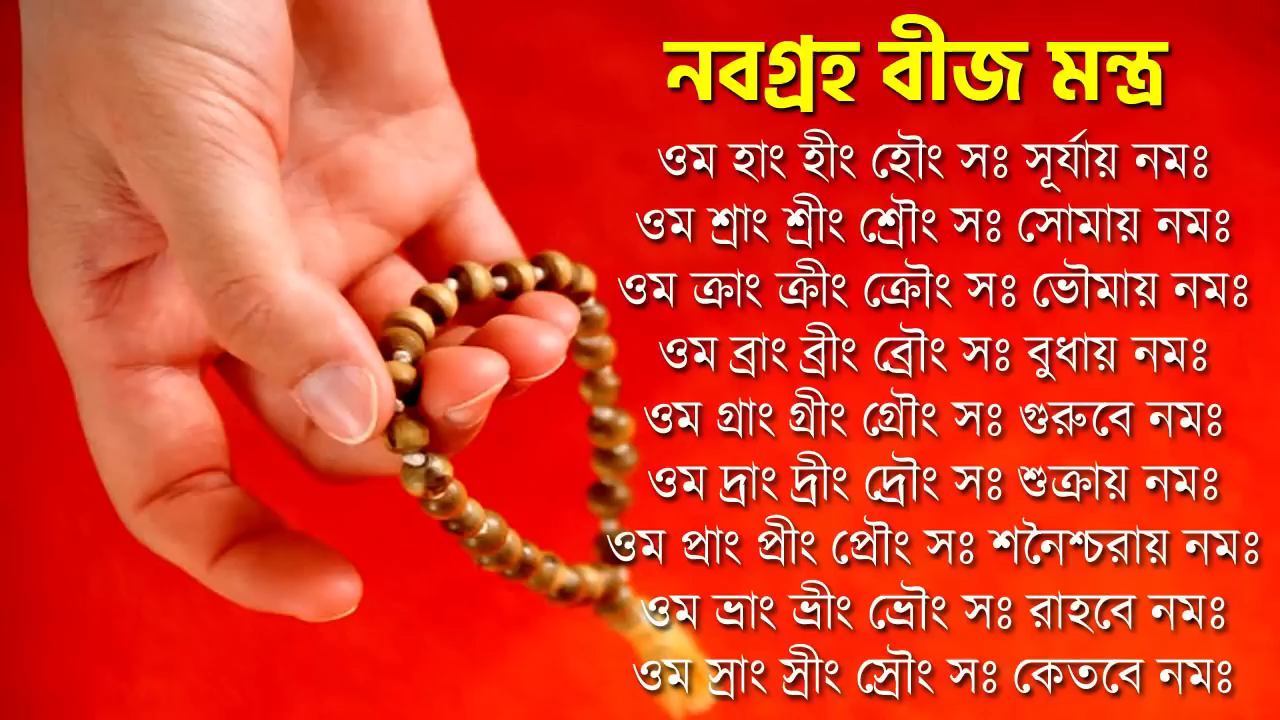 নবগ্রহ বীজ মন্ত্র
ওম হাং হীং হৌং সঃ সূর্যায় নমঃ
ওম শ্রাং শ্রীং শ্রৌং সঃ সোমায় নমঃ
ওম ক্রাং ক্রীং ক্রৌং সঃ ভৌমায় নমঃ
ওম ব্রাং ব্রীং ব্রৌং সঃ বুধায় নমঃ
ওম গ্রাং গ্রীং গ্রৌং সঃ গুরুবে নমঃ
ওম দ্রাং দ্রীং দ্রৌং সঃ শুক্রায় নমঃ
ওম প্রাং প্রীং প্রৌং সঃ শনৈশ্চরায় নমঃ
ওম ভ্রাং ভ্রীং ভ্রৌং সঃ রাহবে নমঃ
ওম স্রাং স্রীং স্রৌং সঃ কেতবে নমঃ